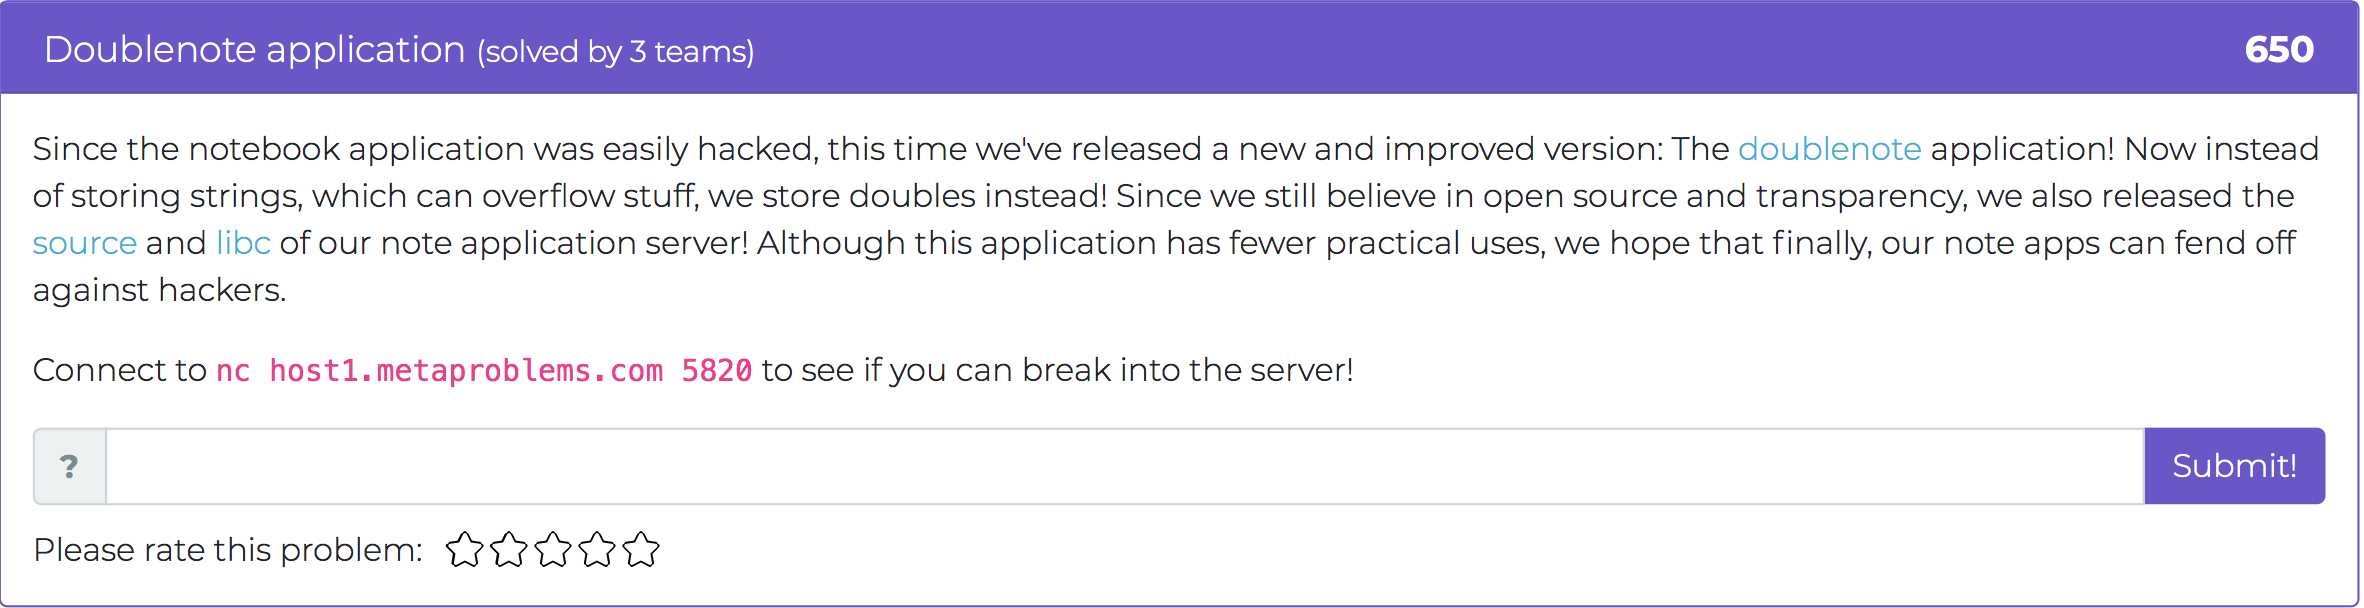 Doublenote application (solved by 3 teams) 650
Since the notebook application was easily hacked, this time we've released a new and improved version: The doublenote application! Now instead
of storing strings, which can overflow stuff, we store doubles instead! Since we still believe in open source and transparency, we also released the
source and libc of our note application server! Although this application has fewer practical uses, we hope that finally, our note apps can fend off
against hackers.
Connect to nc host1.metaproblems.com 5820 to see if you can break into the server!
? Submit!
Please rate this problem: